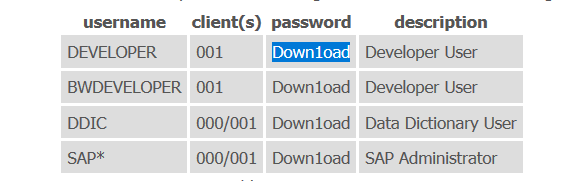 username client(s) password description
DEVELOPER 001 Down1oad Developer User
BWDEVELOPER 001 Down1oad Developer User
DDIC 000/001 Down1oad Data Dictionary User
SAP* 000/001 Down1oad SAP Administrator